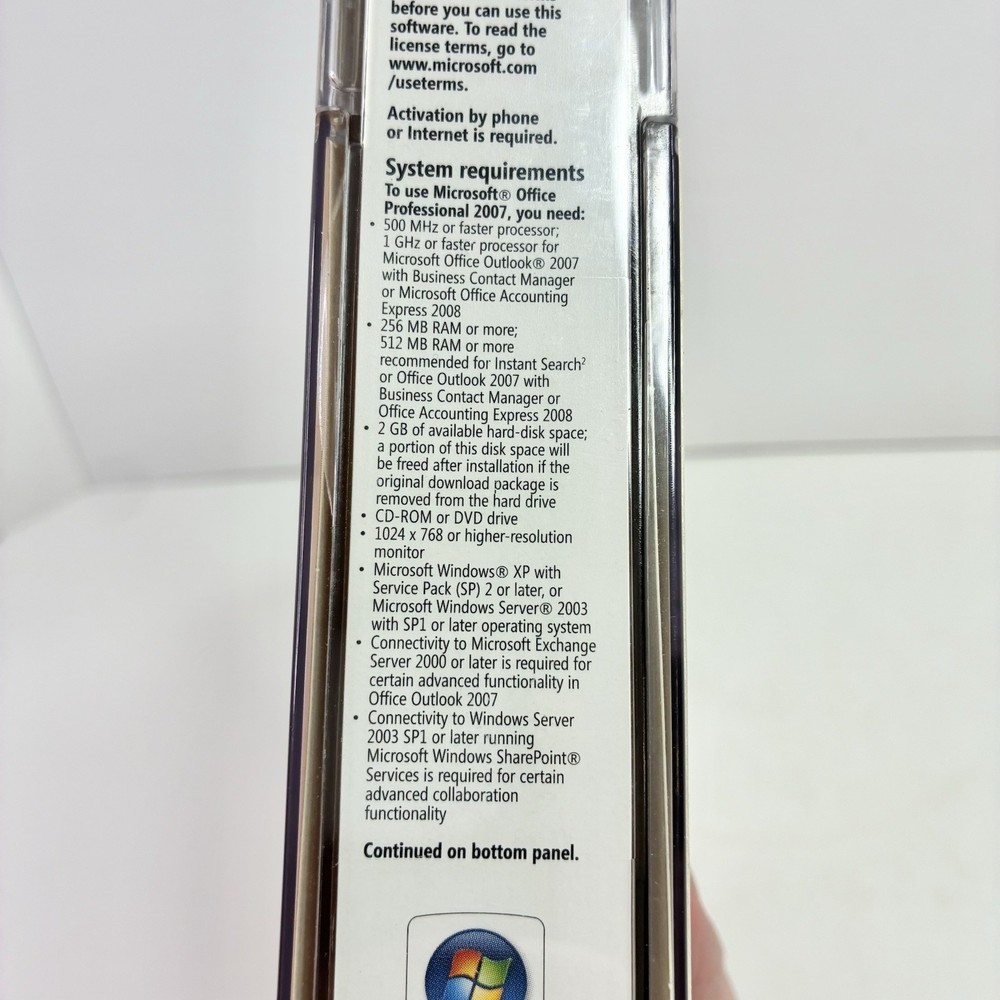 before you can use this
software. To read the
license terms, go to
www.microsoft.com
/useterms.
Activation by phone
or Internet is required.
System requirements
To use Microsoft® Office
Professional 2007, you need:
• 500 MHz or faster processor;
1 GHz or faster processor for
Microsoft Office Outlook® 2007
with Business Contact Manager
or Microsoft Office Accounting
Express 2008
• 256 MB RAM or more;
512 MB RAM or more
recommended for Instant Search²
or Office Outlook 2007 with
Business Contact Manager or
Office Accounting Express 2008
• 2 GB of available hard-disk space;
a portion of this disk space will
be freed after installation if the
original download package is
removed from the hard drive
• CD-ROM or DVD drive
• 1024 x 768 or higher-resolution
monitor
• Microsoft Windows® XP with
Service Pack (SP) 2 or later, or
Microsoft Windows Server® 2003
with SP1 or later operating system
• Connectivity to Microsoft Exchange
Server 2000 or later is required for
certain advanced functionality in
Office Outlook 2007
• Connectivity to Windows Server
2003 SP1 or later running
Microsoft Windows SharePoint®
Services is required for certain
advanced collaboration
functionality
Continued on bottom panel.